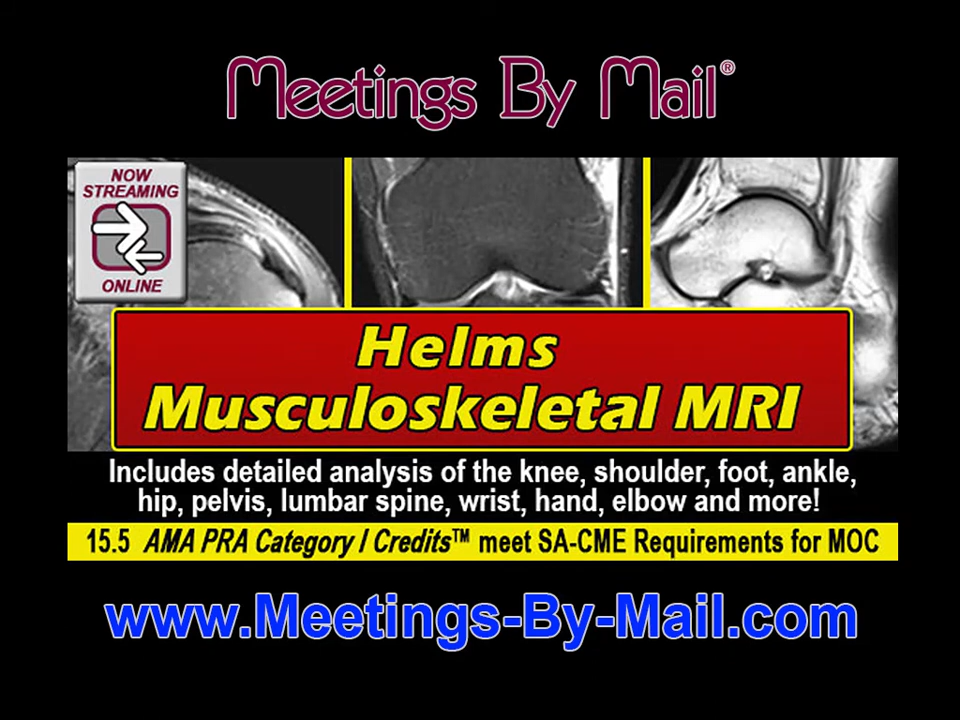 Meetings By Mail®
NOW
STREAMING
ONLINE
Helms
Musculoskeletal MRI
Includes detailed analysis of the knee, shoulder, foot, ankle,
hip, pelvis, lumbar spine, wrist, hand, elbow and more!
15.5 AMA PRA Category I Credits™ meet SA-CME Requirements for MOC
www.Meetings-By-Mail.com